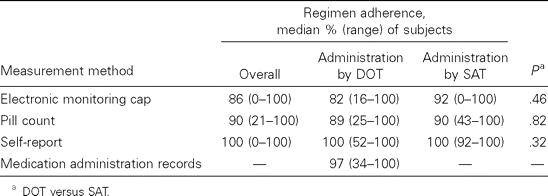 Regimen adherence,
median % (range) of subjects
Administration Administration
Measurement method Overall by DOT by SAT Pa
Electronic monitoring cap 86 (0–100) 82 (16–100) 92 (0–100) .46
Pill count 90 (21–100) 89 (25–100) 90 (43–100) .82
Self-report 100 (0–100) 100 (52–100) 100 (92–100) .32
Medication administration records — 97 (34–100) — —
a DOT versus SAT.